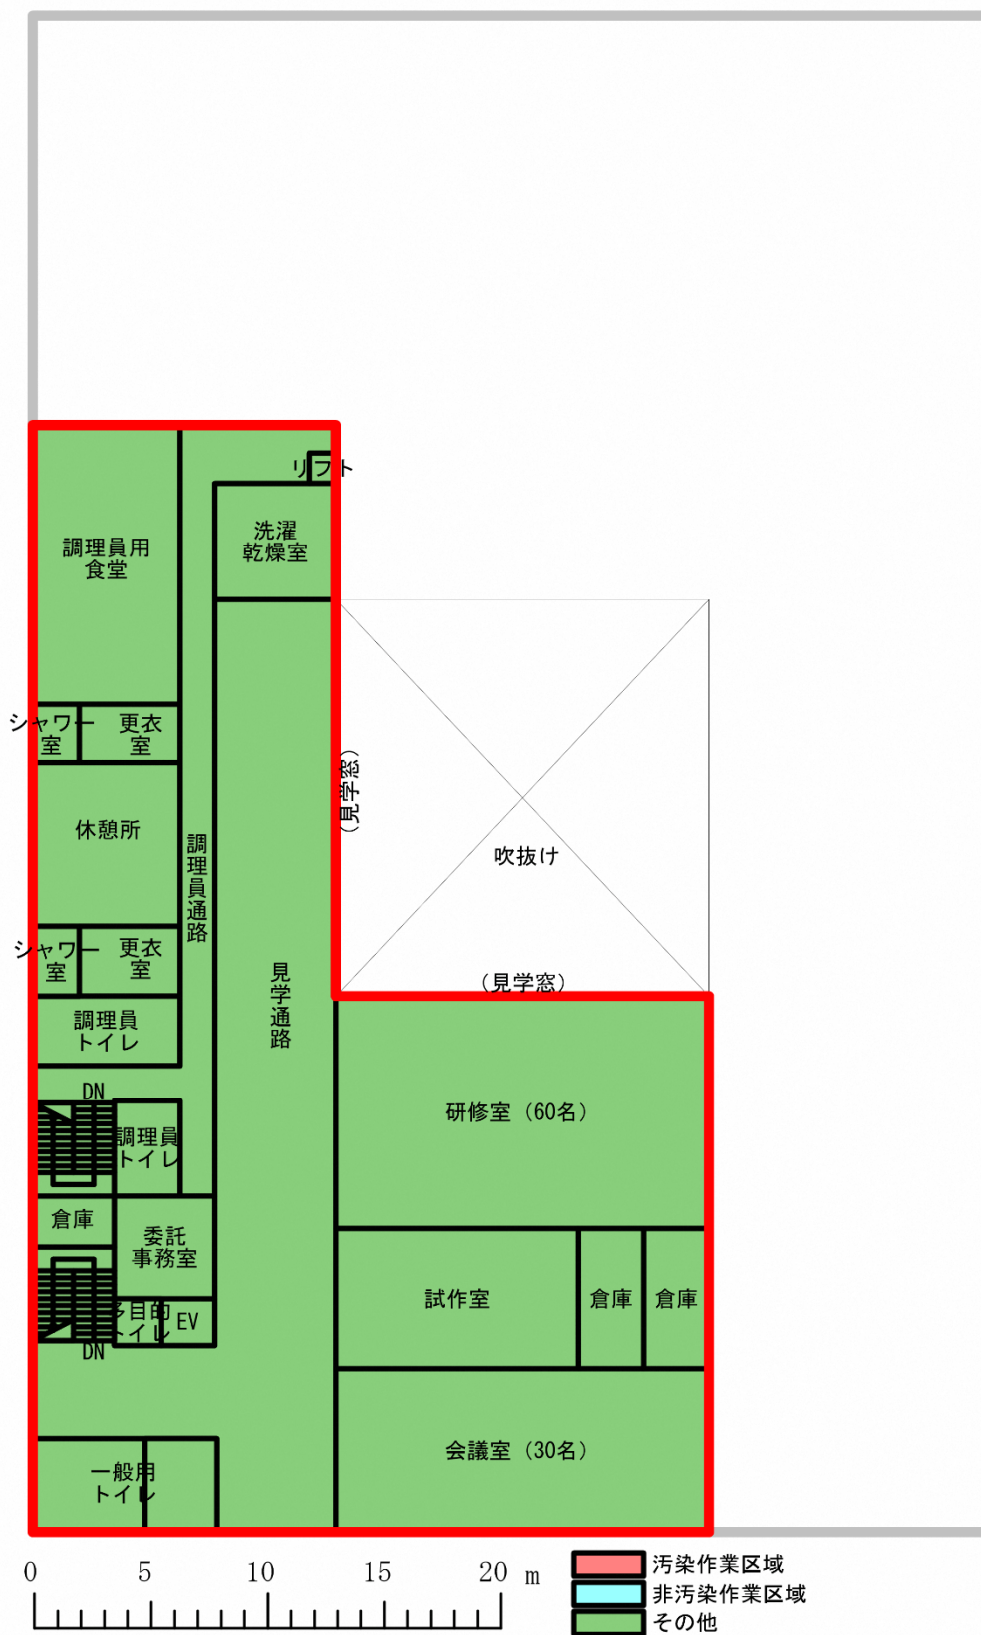 リフト
洗濯
乾燥室
調理員用
食堂
シャワー
室
更衣
室
(見学窓)
休憩所
調理員通路
吹抜け
シャワー
室
更衣
室
見学通路
(見学窓)
調理員
トイレ
DN
研修室（60名）
調理員
トイレ
倉庫
委託
事務室
試作室
倉庫
倉庫
多目的
トイレ
EV
DN
会議室（30名）
一般用
トイレ
0 5 10 15 20 m
汚染作業区域
非汚染作業区域
その他